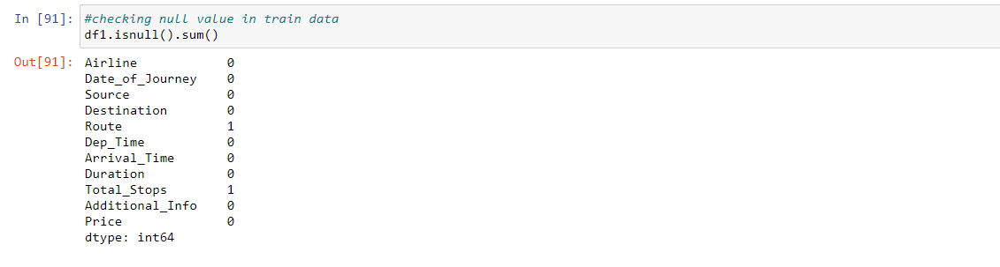 In [91]: #checking null value in train data
df1.isnull().sum()
Out[91]: Airline 0
Date_of_Journey 0
Source 0
Destination 0
Route 1
Dep_Time 0
Arrival_Time 0
Duration 0
Total_Stops 1
Additional_Info 0
Price 0
dtype: int64